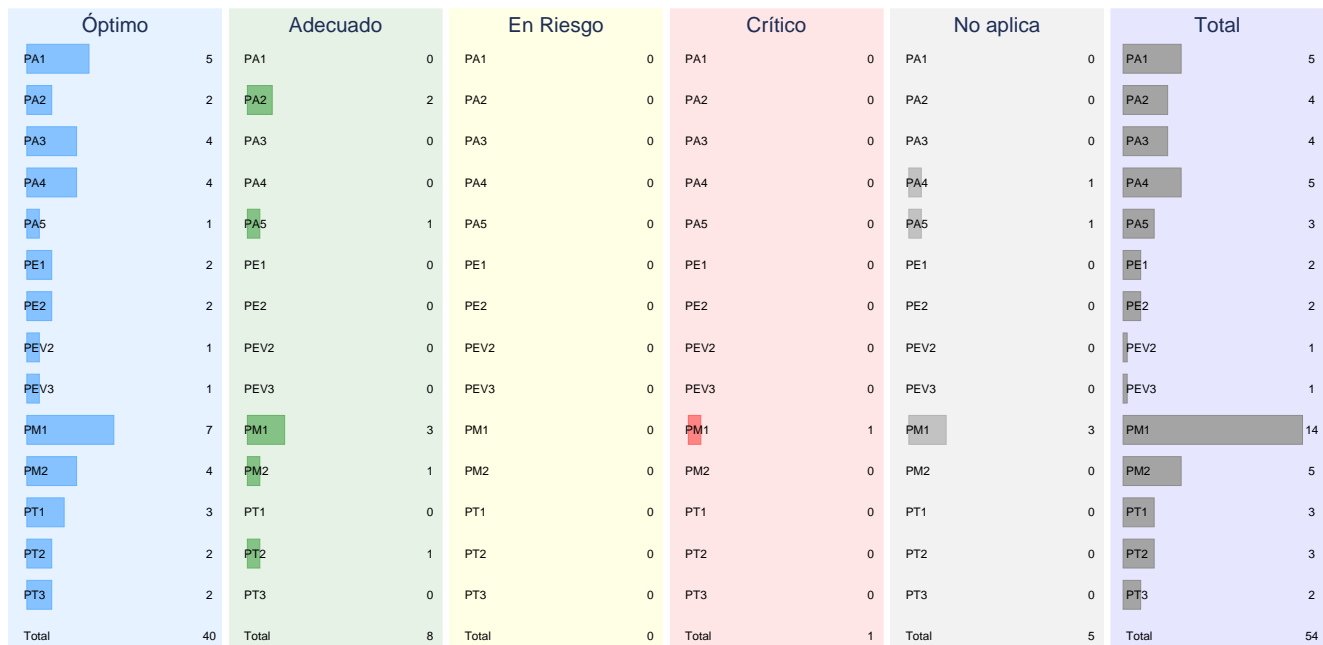 Óptimo Adecuado En Riesgo Crítico No aplica Total
PA1 5 PA1 0 PA1 0 PA1 0 PA1 0 PA1 5
PA2 2 PA2 2 PA2 0 PA2 0 PA2 0 PA2 4
PA3 4 PA3 0 PA3 0 PA3 0 PA3 0 PA3 4
PA4 4 PA4 0 PA4 0 PA4 0 PA4 1 PA4 5
PA5 1 PA5 1 PA5 0 PA5 0 PA5 1 PA5 3
PE1 2 PE1 0 PE1 0 PE1 0 PE1 0 PE1 2
PE2 2 PE2 0 PE2 0 PE2 0 PE2 0 PE2 2
PEV2 1 PEV2 0 PEV2 0 PEV2 0 PEV2 0 PEV2 1
PEV3 1 PEV3 0 PEV3 0 PEV3 0 PEV3 0 PEV3 1
PM1 7 PM1 3 PM1 0 PM1 1 PM1 3 PM1 14
PM2 4 PM2 1 PM2 0 PM2 0 PM2 0 PM2 5
PT1 3 PT1 0 PT1 0 PT1 0 PT1 0 PT1 3
PT2 2 PT2 1 PT2 0 PT2 0 PT2 0 PT2 3
PT3 2 PT3 0 PT3 0 PT3 0 PT3 0 PT3 2
Total 40 Total 8 Total 0 Total 1 Total 5 Total 54